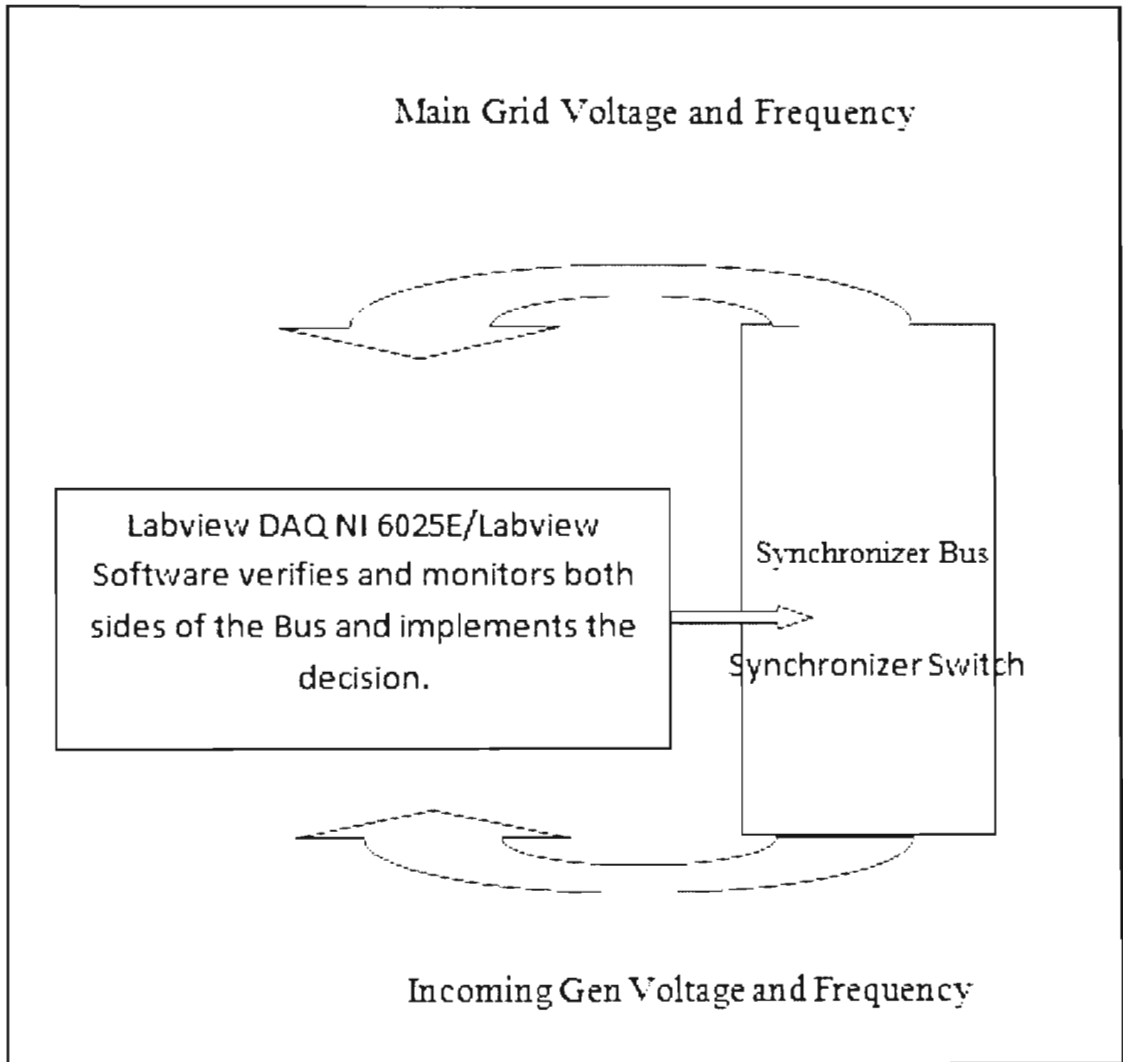 Main Grid Voltage and Frequency
Labview DAQ NI 6025E/Labview
Software verifies and monitors both
sides of the Bus and implements the
decision.
Synchronizer Bus
Synchronizer Switch
Incoming Gen Voltage and Frequency